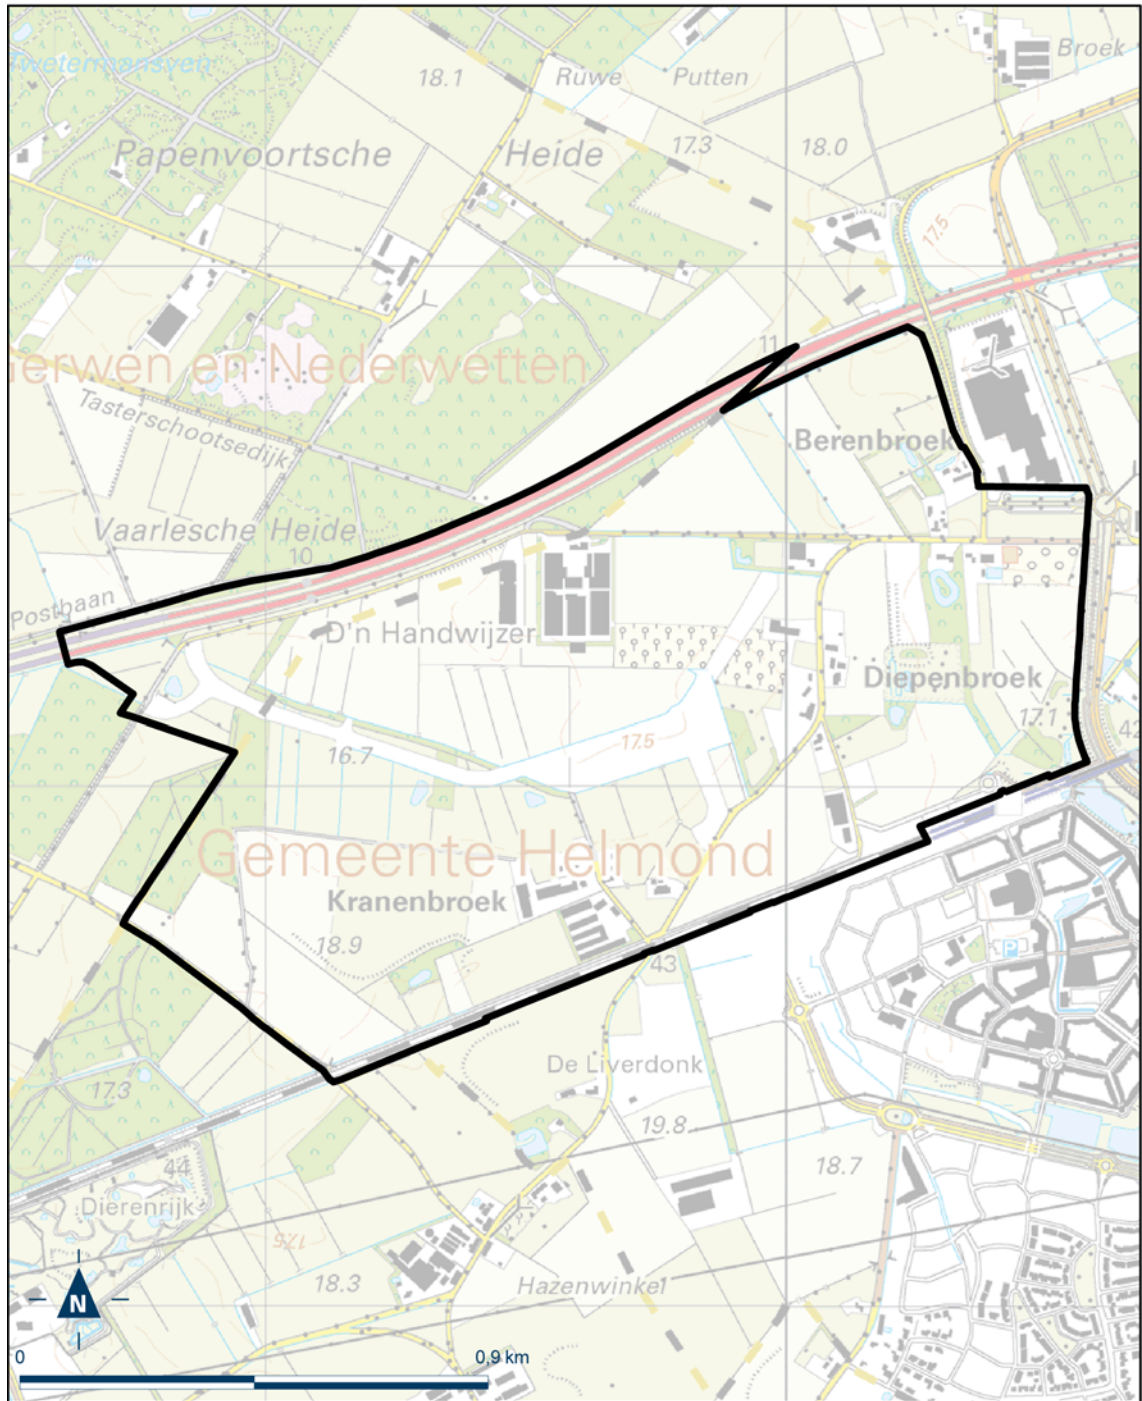 Broek
Twetermansven
18.1
Ruwe Putten
Papenvoortsche Heide
17.3
18.0
17.5
11
Gerwen en Nederwetten
Tasterschootsedijk
Berenbroek
Vaarlesche Heide
10
Postbaan
D'n Handwijzer
Diepenbroek
17.1
42
16.7
17.5
Gemeente Helmond
Kranenbroek
18.9
43
P
De Liverdonk
17.3
19.8
18.7
44
Dierenrijk
17.5
18.3
Hazenwinkel
N
0 0,9 km